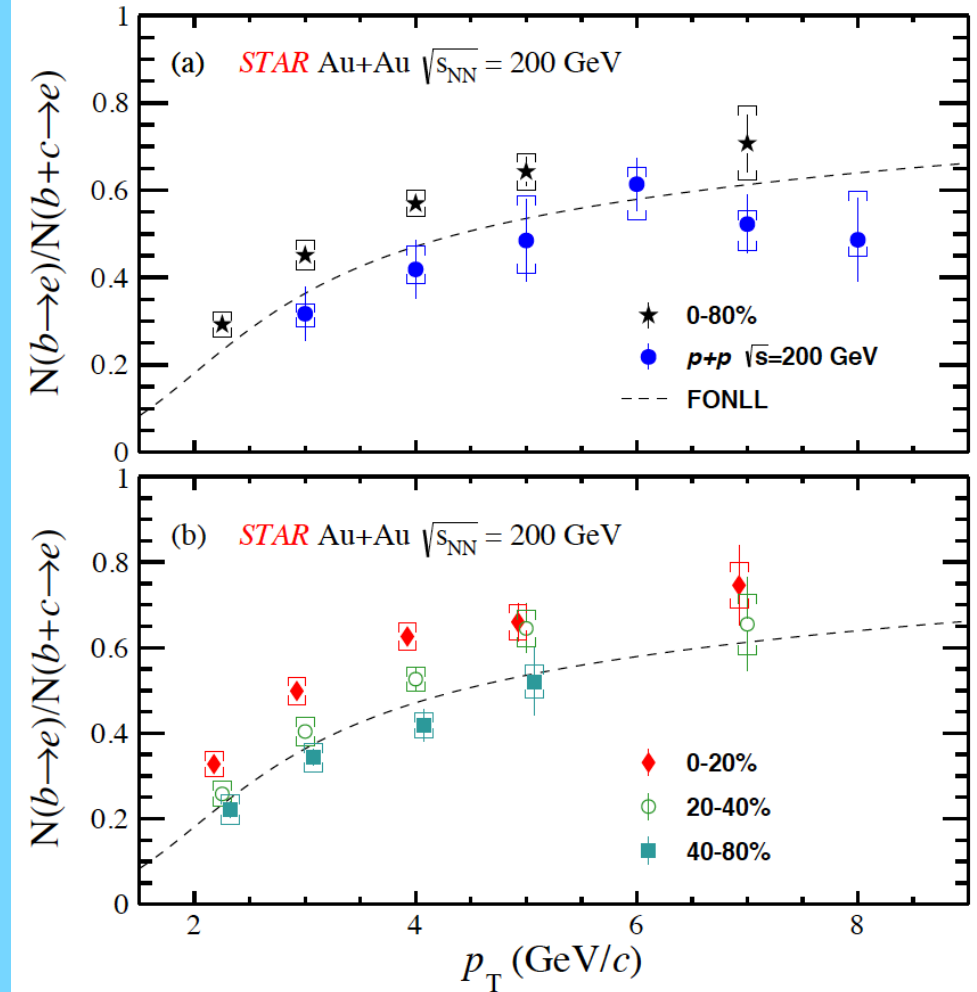 N(b→e)/N(b+c→e)
1
0.8
0.6
0.4
0.2
0
(a) STAR Au+Au √sNN = 200 GeV
0-80%
p+p √s=200 GeV
FONLL
N(b→e)/N(b+c→e)
1
0.8
0.6
0.4
0.2
0
(b) STAR Au+Au √sNN = 200 GeV
0-20%
20-40%
40-80%
2 4 6 8
pT (GeV/c)